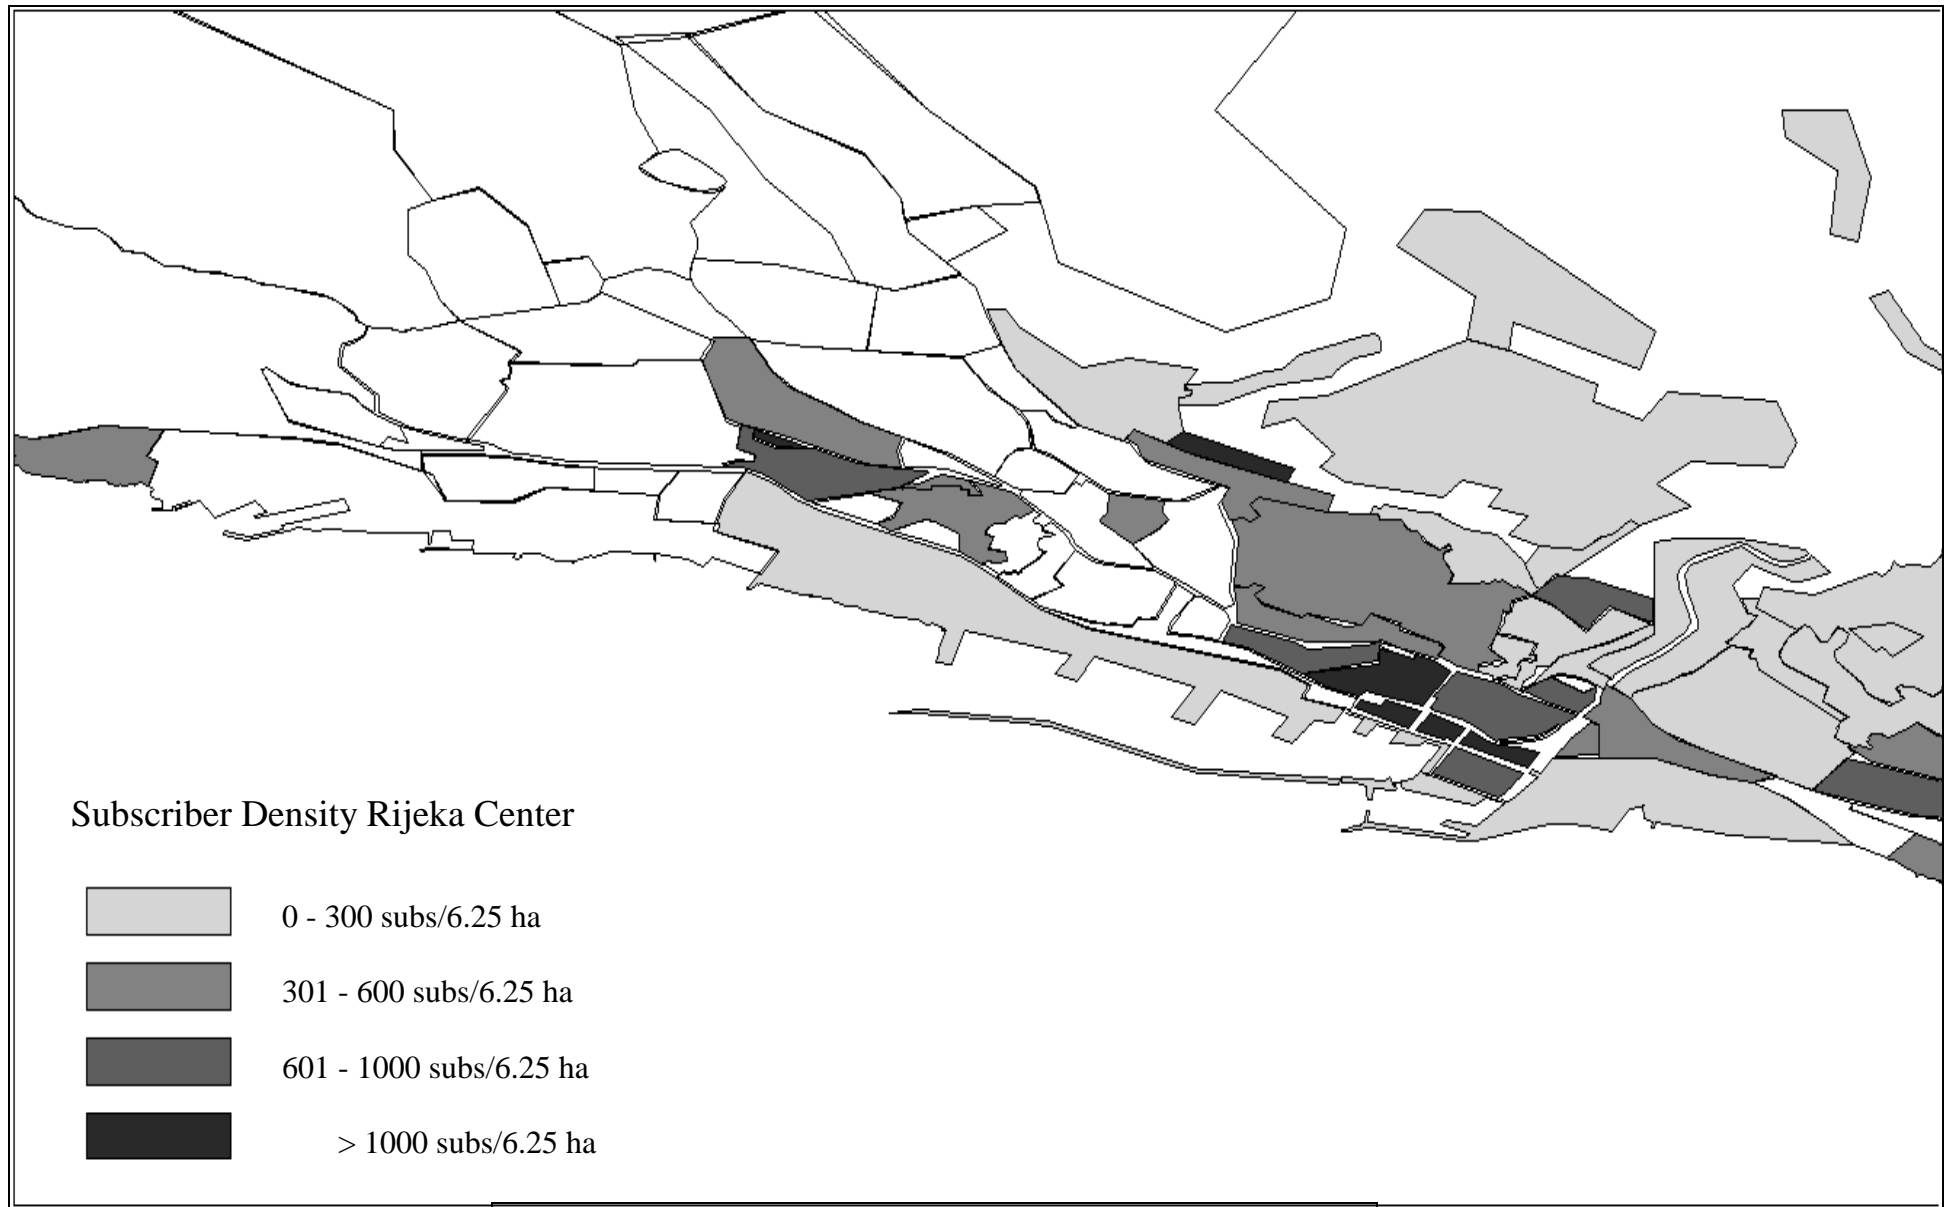 Subscriber Density Rijeka Center
0 - 300 subs/6.25 ha
301 - 600 subs/6.25 ha
601 - 1000 subs/6.25 ha
> 1000 subs/6.25 ha